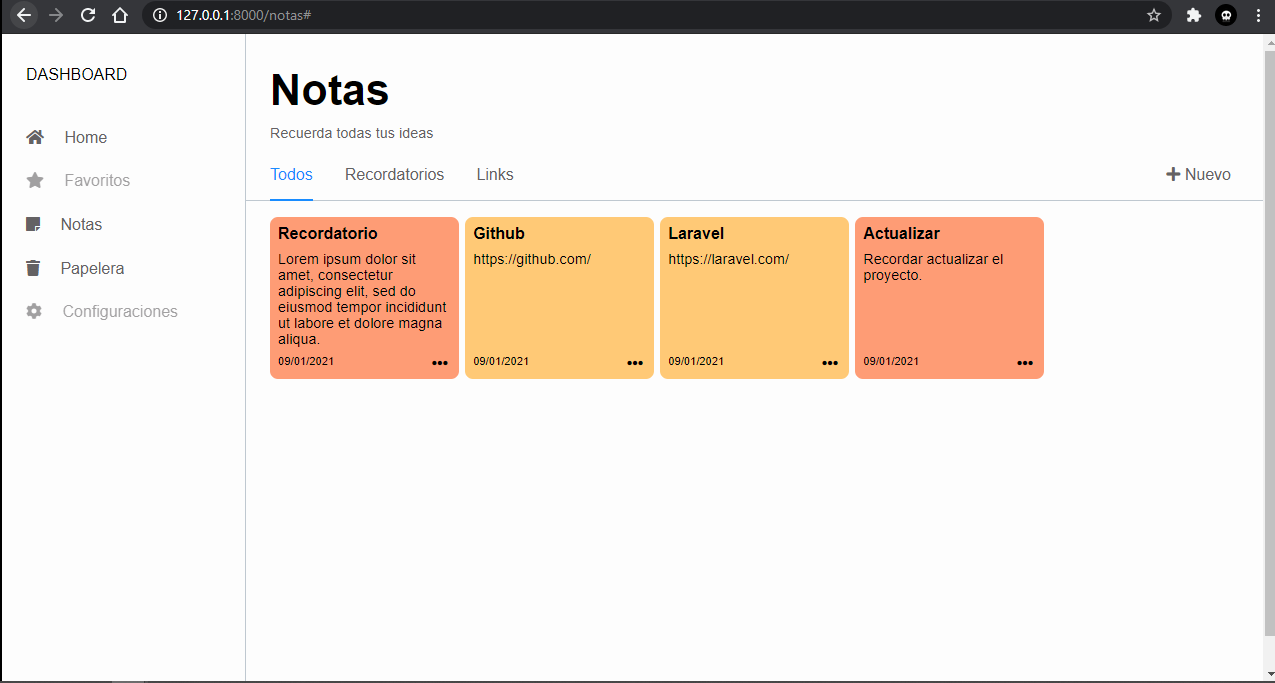 127.0.0.1:8000/notas#
DASHBOARD
Home
Favoritos
Notas
Papelera
Configuraciones
Notas
Recuerda todas tus ideas
Todos Recordatorios Links
Nuevo
Recordatorio
Lorem ipsum dolor sit
amet, consectetur
adipiscing elit, sed do
eiusmod tempor incididunt
ut labore et dolore magna
aliqua.
09/01/2021
Github
https://github.com/
09/01/2021
Laravel
https://laravel.com/
09/01/2021
Actualizar
Recordar actualizar el
proyecto.
09/01/2021